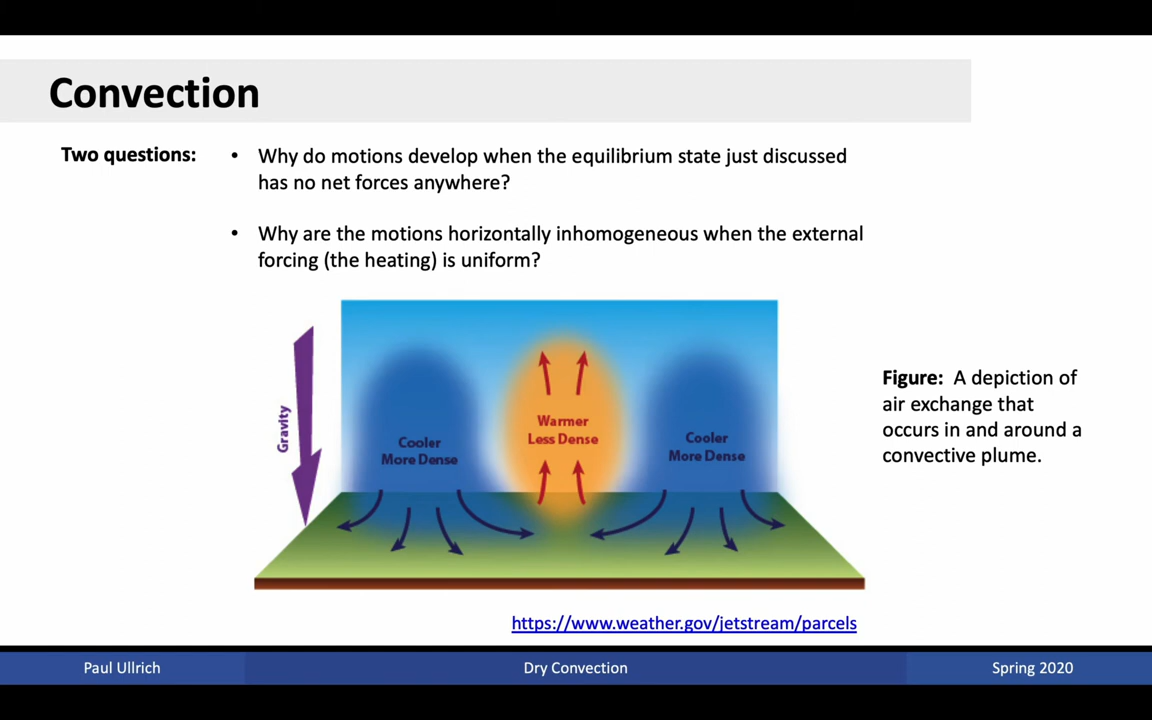 Convection
Two questions:
• Why do motions develop when the equilibrium state just discussed
has no net forces anywhere?
• Why are the motions horizontally inhomogeneous when the external
forcing (the heating) is uniform?
Gravity
Cooler
More Dense
Warmer
Less Dense
Cooler
More Dense
Figure: A depiction of
air exchange that
occurs in and around a
convective plume.
https://www.weather.gov/jetstream/parcels
Paul Ullrich
Dry Convection
Spring 2020